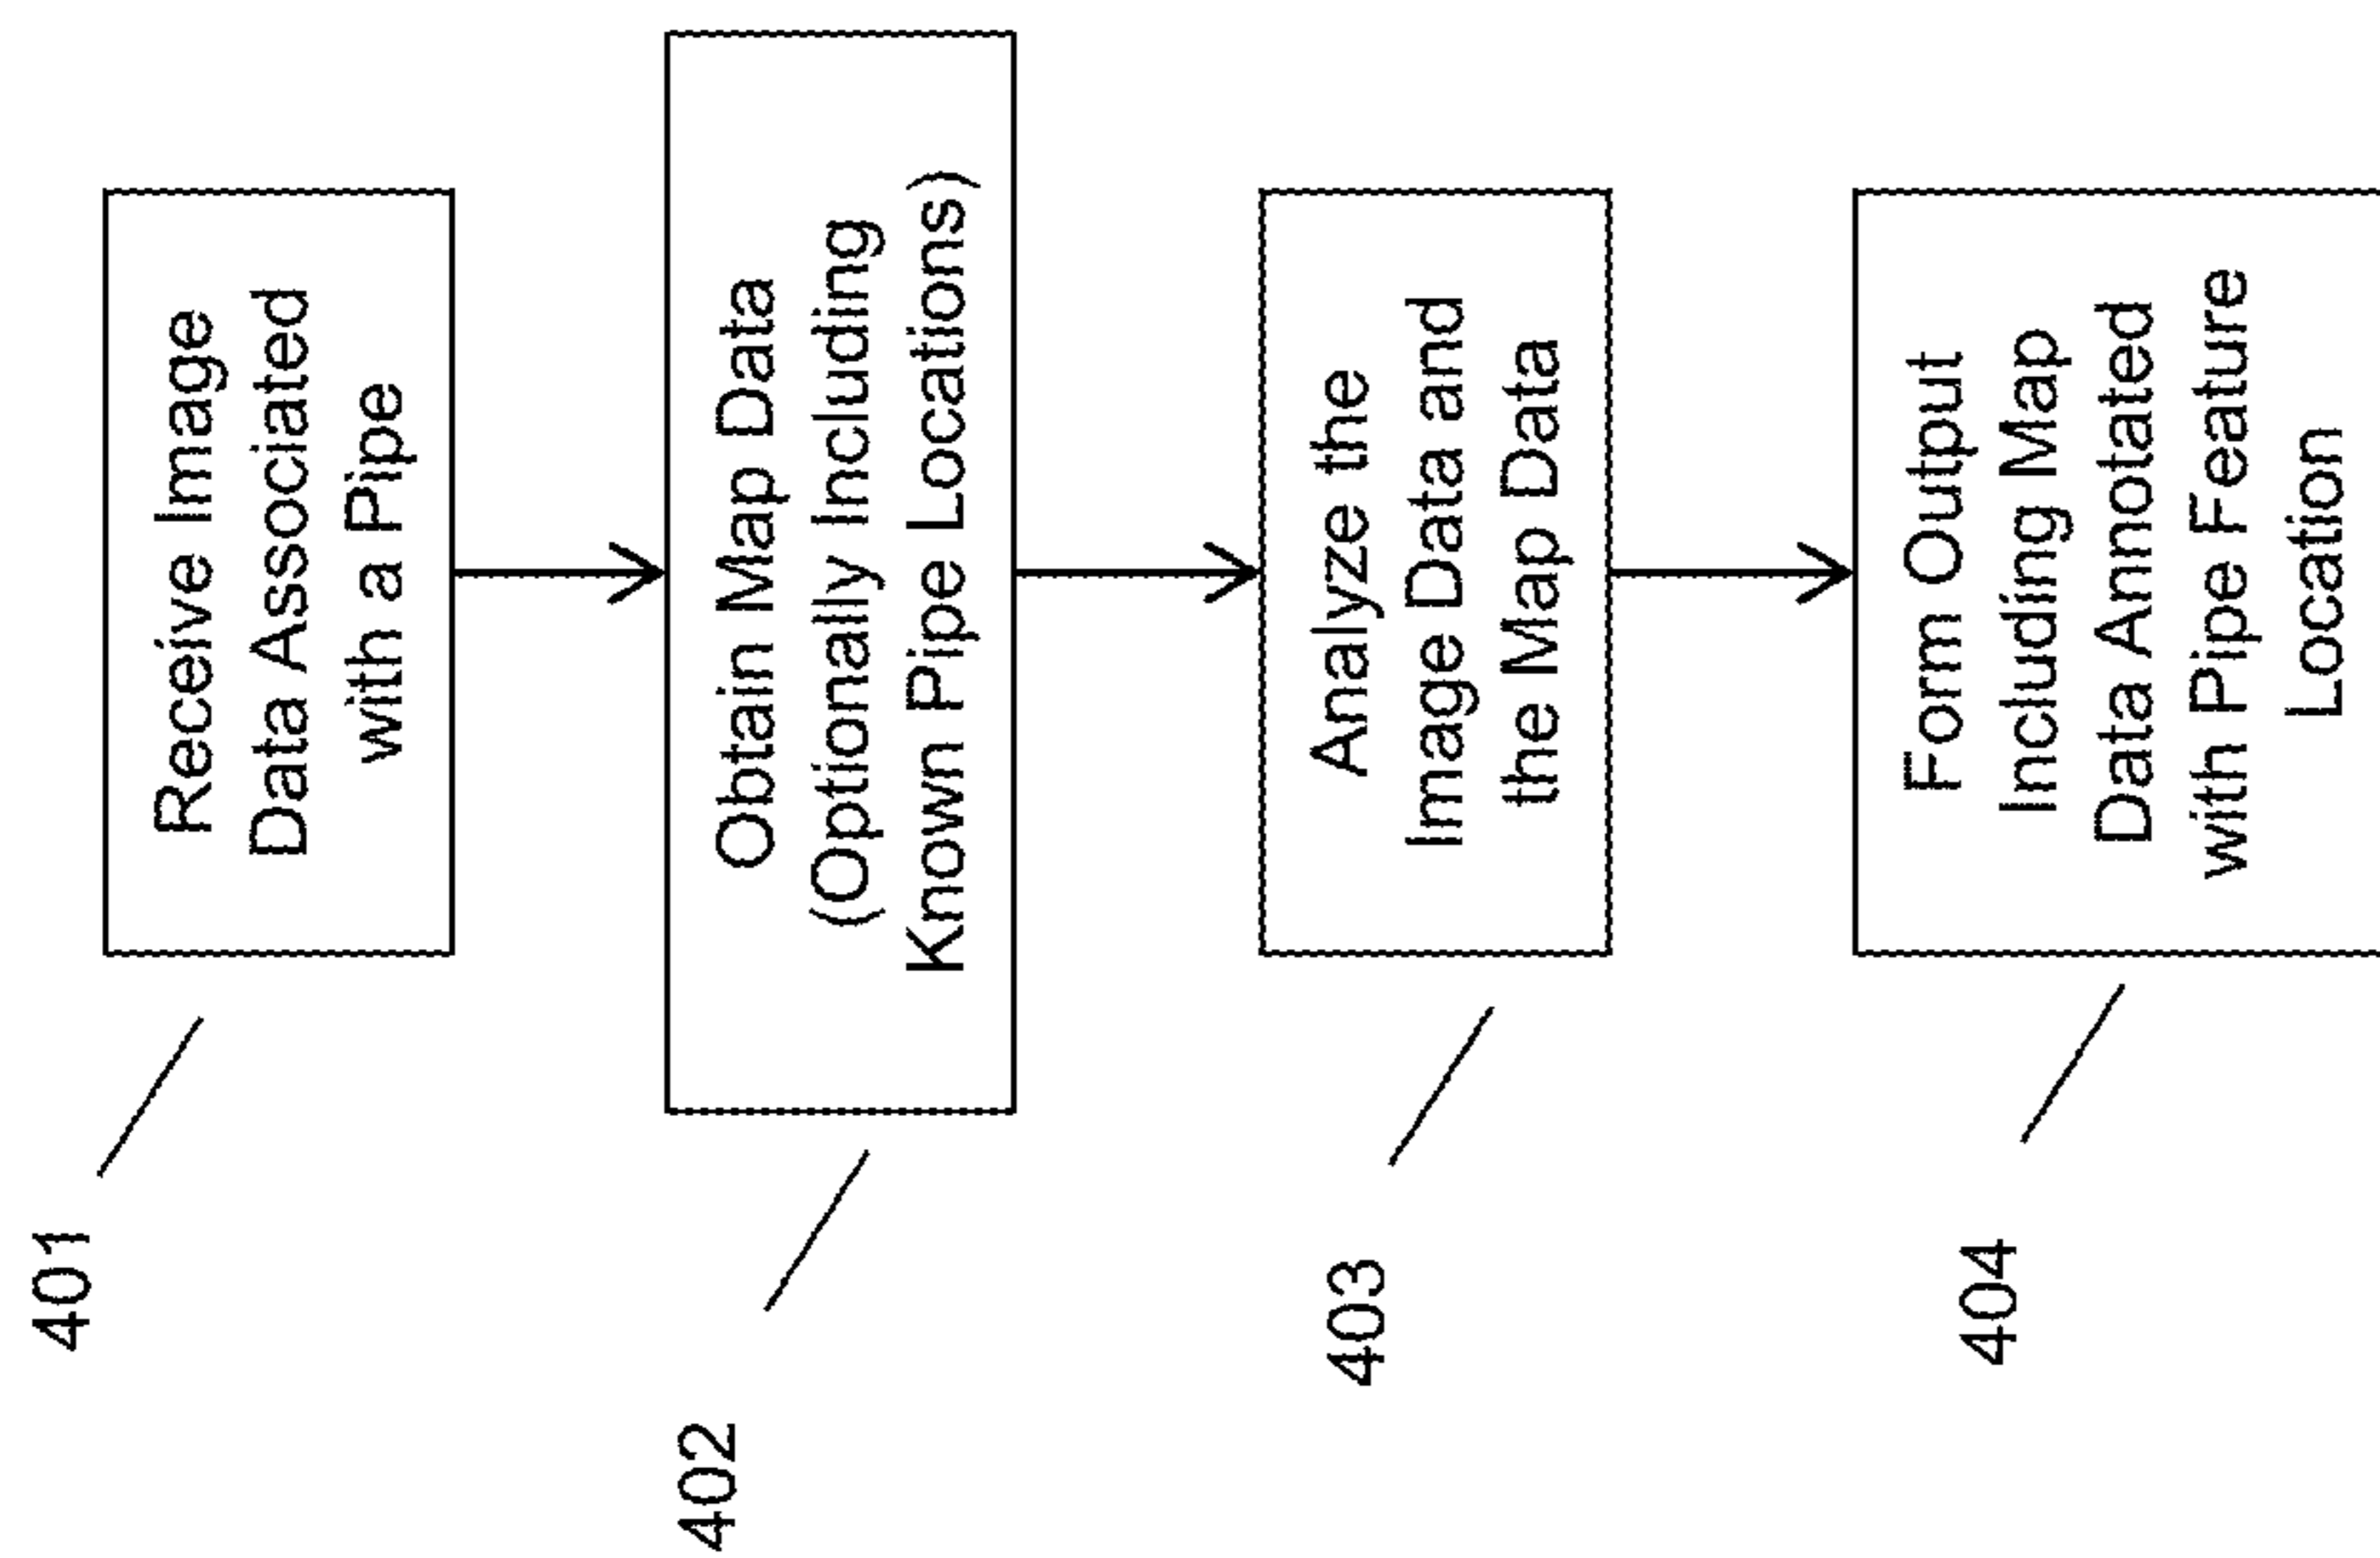 401
Receive Image
Data Associated
with a Pipe
402
Obtain Map Data
(Optionally Including
Known Pipe Locations)
403
Analyze the
Image Data and
the Map Data
404
Form Output
Including Map
Data Annotated
with Pipe Feature
Location